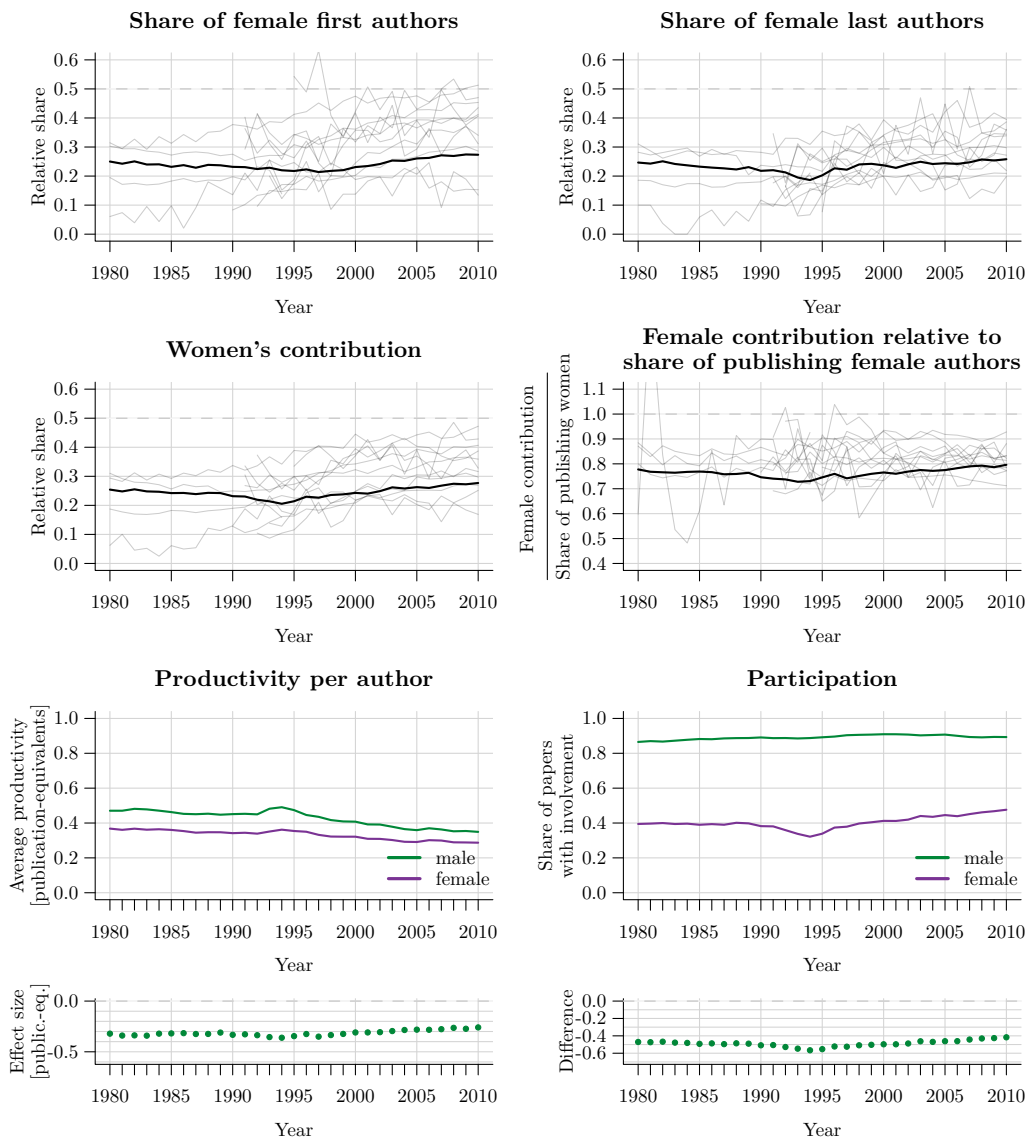 Share of female first authors
Relative share
0.6
0.5
0.4
0.3
0.2
0.1
0.0
1980 1985 1990 1995 2000 2005 2010
Year
Share of female last authors
Relative share
0.6
0.5
0.4
0.3
0.2
0.1
0.0
1980 1985 1990 1995 2000 2005 2010
Year
Women's contribution
Relative share
0.6
0.5
0.4
0.3
0.2
0.1
0.0
1980 1985 1990 1995 2000 2005 2010
Year
Female contribution relative to
share of publishing female authors
Female contribution
Share of publishing women
1.1
1.0
0.9
0.8
0.7
0.6
0.5
0.4
1980 1985 1990 1995 2000 2005 2010
Year
Productivity per author
Average productivity
[publication-equivalents]
1.0
0.8
0.6
0.4
0.2
0.0
male
female
1980 1985 1990 1995 2000 2005 2010
Year
Participation
Share of papers
with involvement
1.0
0.8
0.6
0.4
0.2
0.0
male
female
1980 1985 1990 1995 2000 2005 2010
Year
Effect size
[public.-eq.]
0.0
-0.5
1980 1985 1990 1995 2000 2005 2010
Year
Difference
0.0
-0.2
-0.4
-0.6
1980 1985 1990 1995 2000 2005 2010
Year